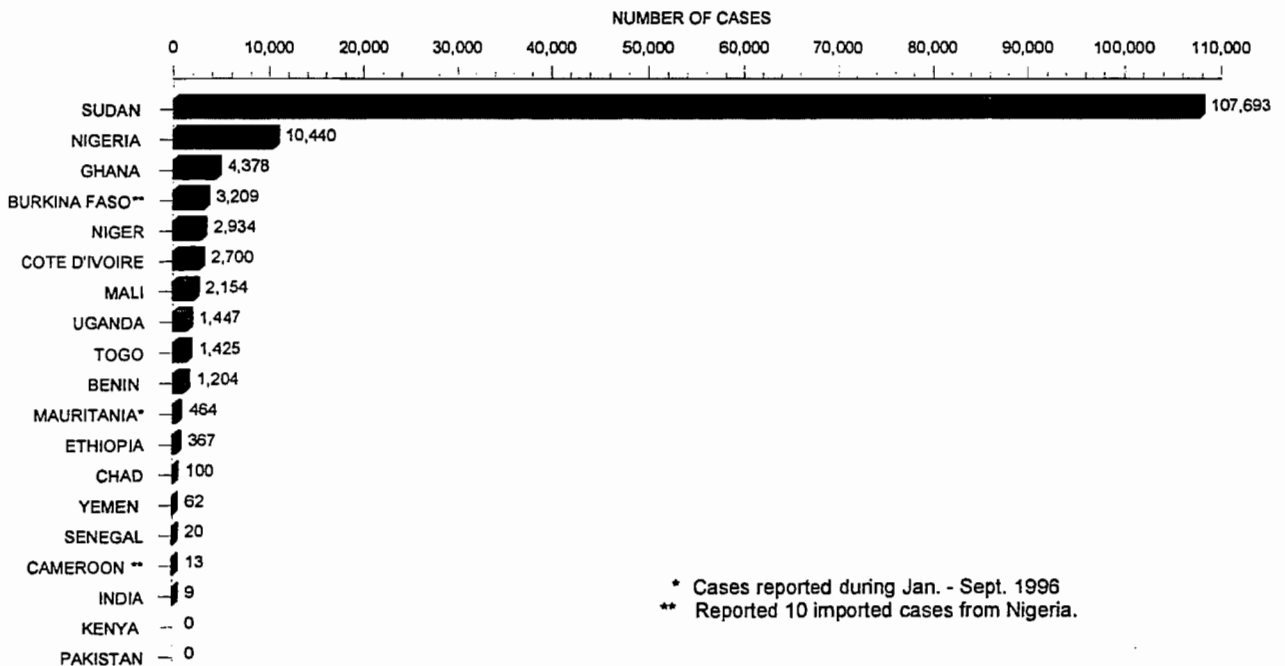 NUMBER OF CASES
0 10,000 20,000 30,000 40,000 50,000 60,000 70,000 80,000 90,000 100,000 110,000
SUDAN 107,693
NIGERIA 10,440
GHANA 4,378
BURKINA FASO** 3,209
NIGER 2,934
COTE D'IVOIRE 2,700
MALI 2,154
UGANDA 1,447
TOGO 1,425
BENIN 1,204
MAURITANIA* 464
ETHIOPIA 367
CHAD 100
YEMEN 62
SENEGAL 20
CAMEROON ** 13
INDIA 9
KENYA 0
PAKISTAN 0
* Cases reported during Jan. - Sept. 1996
** Reported 10 imported cases from Nigeria.